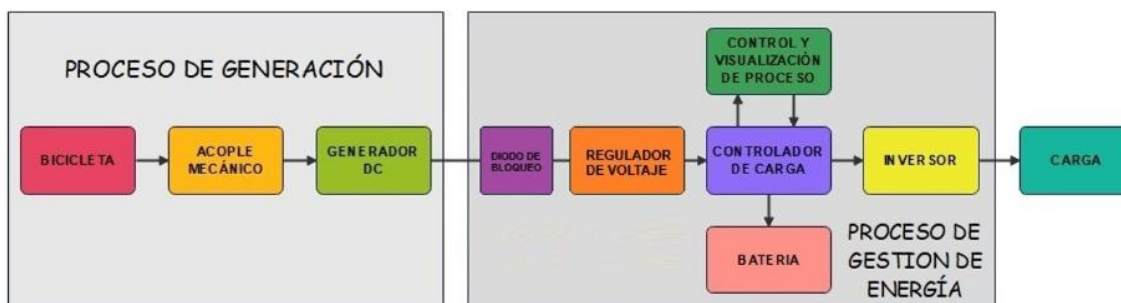 PROCESO DE GENERACIÓN
BICICLETA
ACOPLE
MECÁNICO
GENERADOR
DC
DIODO DE
BLOQUEO
REGULADOR
DE VOLTAJE
CONTROL Y
VISUALIZACIÓN
DE PROCESO
CONTROLADOR
DE CARGA
BATERIA
INVERSOR
PROCESO DE
GESTION DE
ENERGÍA
CARGA